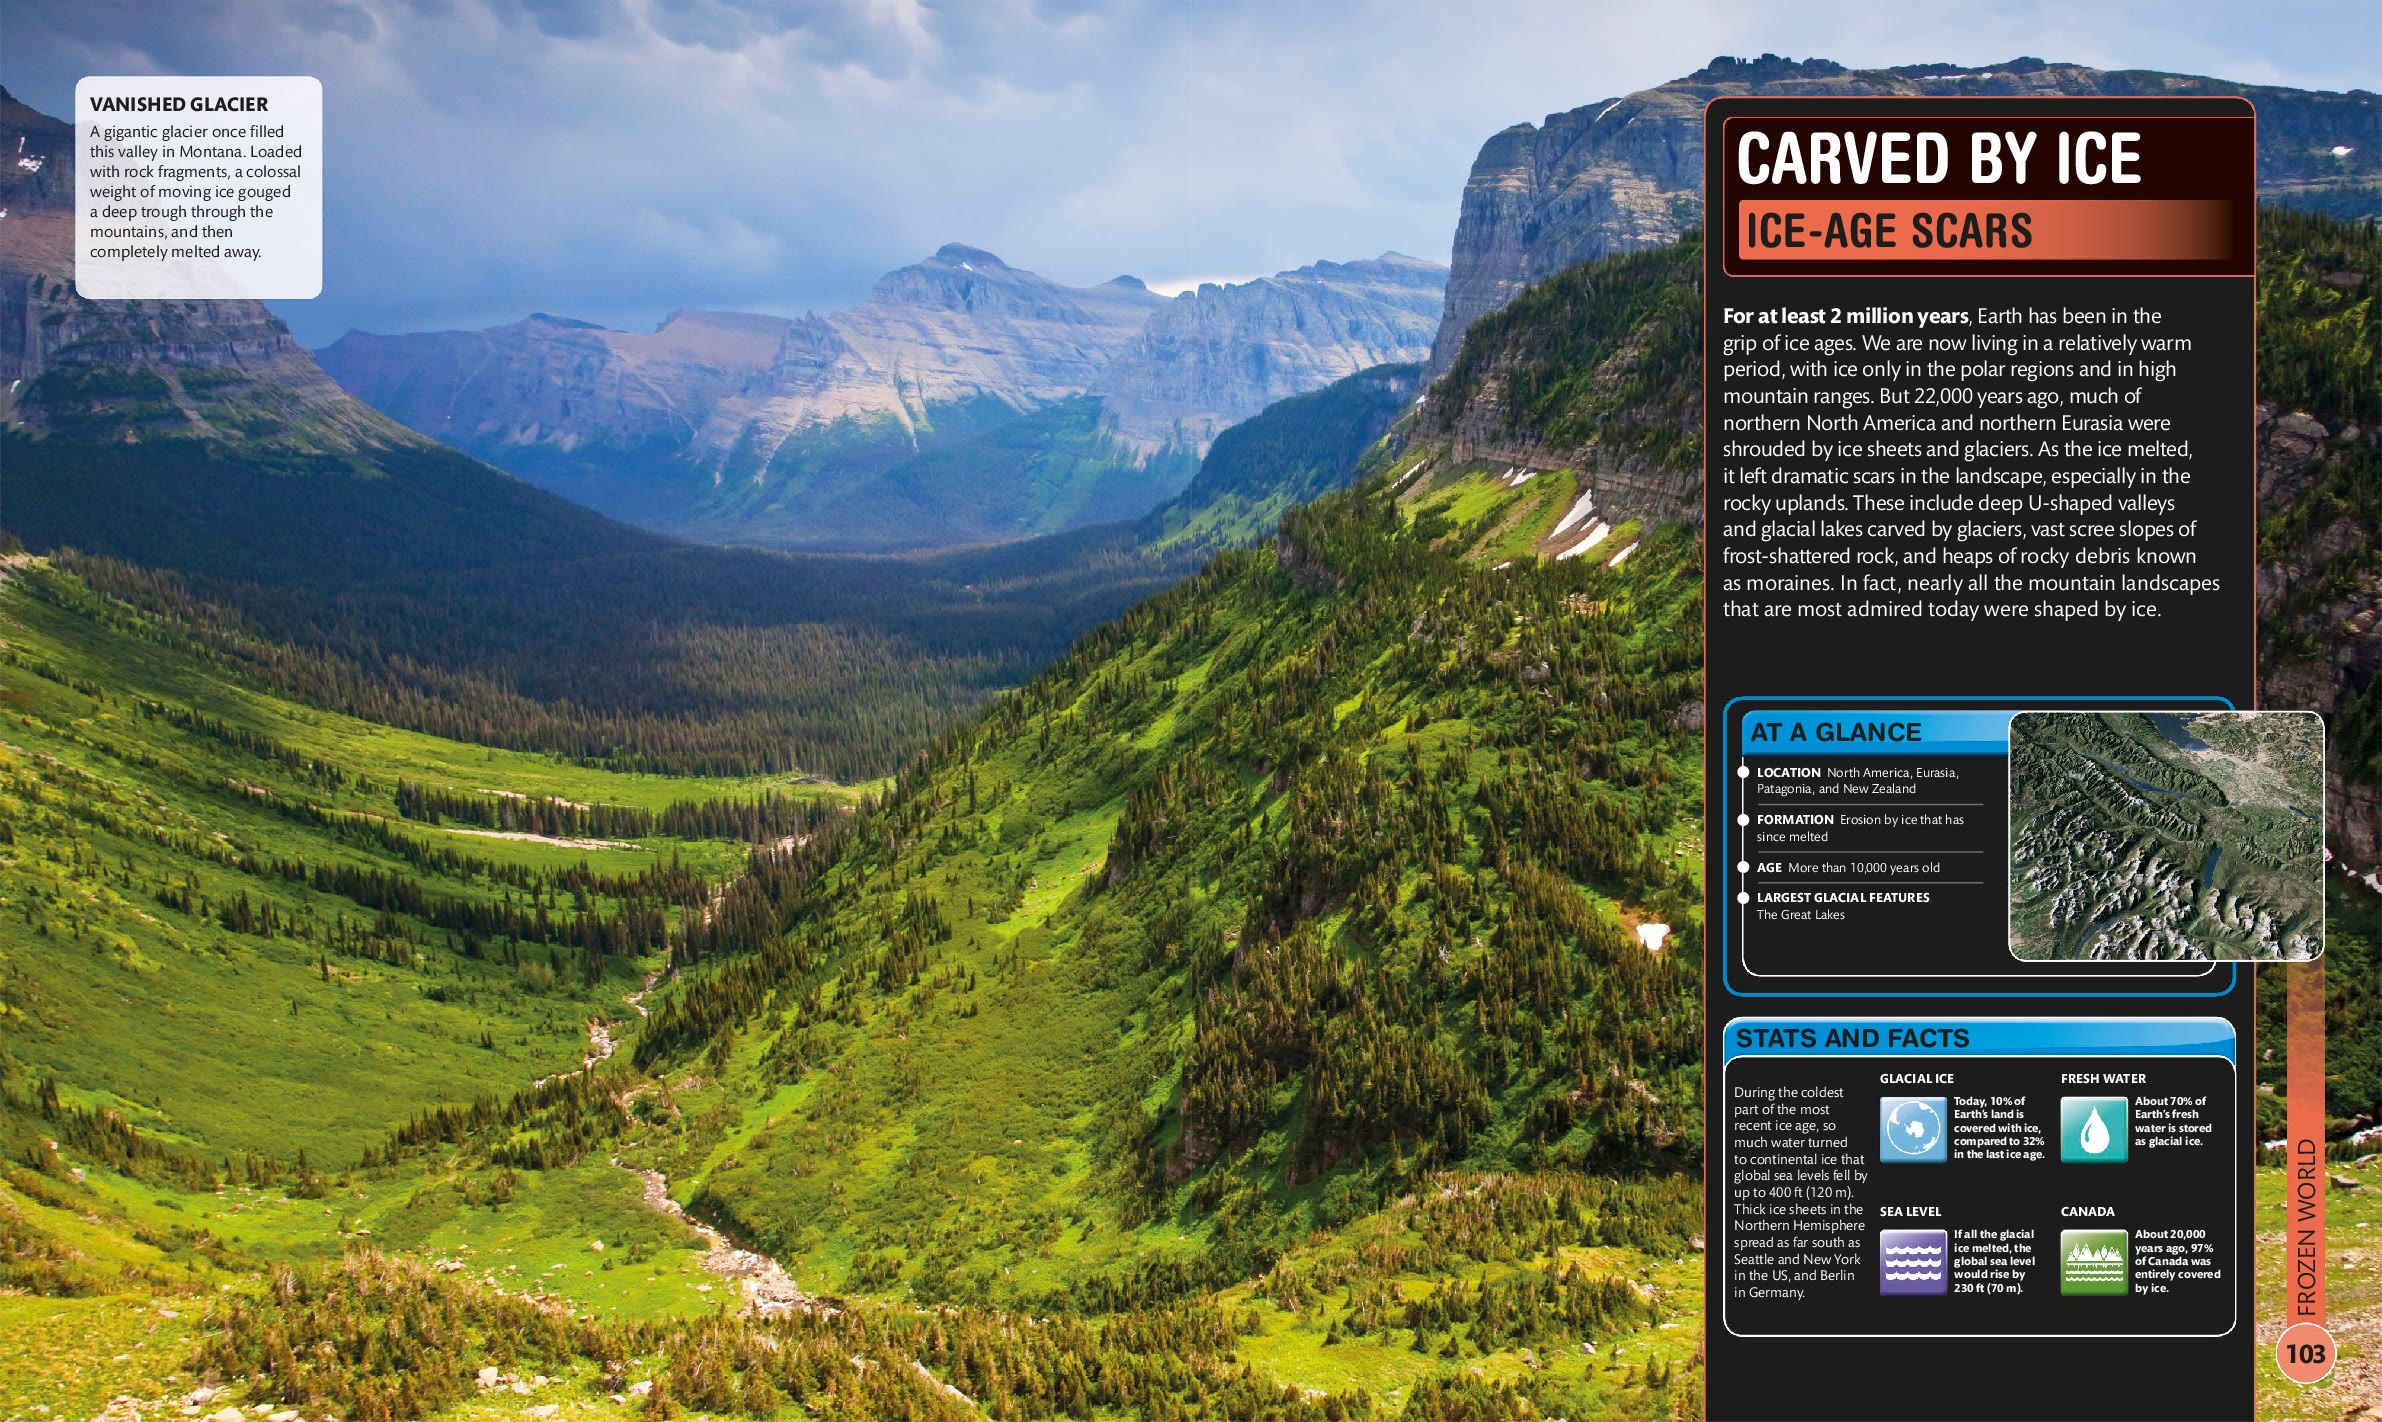 VANISHED GLACIER
A gigantic glacier once filled
this valley in Montana. Loaded
with rock fragments, a colossal
weight of moving ice gouged
a deep trough through the
mountains, and then
completely melted away.
CARVED BY ICE
ICE-AGE SCARS
For at least 2 million years, Earth has been in the
grip of ice ages. We are now living in a relatively warm
period, with ice only in the polar regions and in high
mountain ranges. But 22,000 years ago, much of
northern North America and northern Eurasia were
shrouded by ice sheets and glaciers. As the ice melted,
it left dramatic scars in the landscape, especially in the
rocky uplands. These include deep U-shaped valleys
and glacial lakes carved by glaciers, vast scree slopes of
frost-shattered rock, and heaps of rocky debris known
as moraines. In fact, nearly all the mountain landscapes
that are most admired today were shaped by ice.
AT A GLANCE
LOCATION North America, Eurasia,
Patagonia, and New Zealand
FORMATION Erosion by ice that has
since melted
AGE More than 10,000 years old
LARGEST GLACIAL FEATURES
The Great Lakes
STATS AND FACTS
During the coldest
part of the most
recent ice age, so
much water turned
to continental ice that
global sea levels fell by
up to 400 ft (120 m).
Thick ice sheets in the
Northern Hemisphere
spread as far south as
Seattle and New York
in the US, and Berlin
in Germany.
GLACIAL ICE
Today, 10% of
Earth's land is
covered with ice,
compared to 32%
in the last ice age.
FRESH WATER
About 70% of
Earth's fresh
water is stored
as glacial ice.
SEA LEVEL
If all the glacial
ice melted, the
global sea level
would rise by
230 ft (70 m).
CANADA
About 20,000
years ago, 97%
of Canada was
entirely covered
by ice.
FROZEN WORLD
103